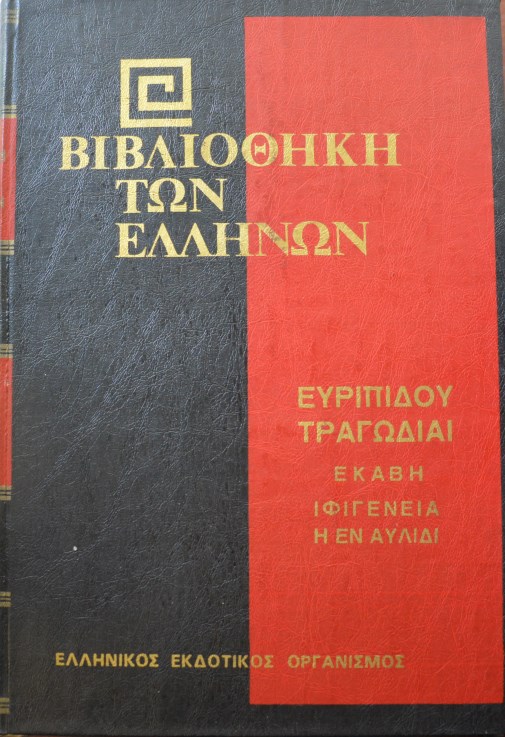 ΒΙΒΛΙΟΘΗΚΗ
ΤΩΝ
ΕΛΛΗΝΩΝ
ΕΥΡΙΠΙΔΟΥ
ΤΡΑΓΩΔΙΑΙ
ΕΚΑΒΗ
ΙΦΙΓΕΝΕΙΑ
Η ΕΝ ΑΥΛΙΔΙ
ΕΛΛΗΝΙΚΟΣ ΕΚΔΟΤΙΚΟΣ ΟΡΓΑΝΙΣΜΟΣ